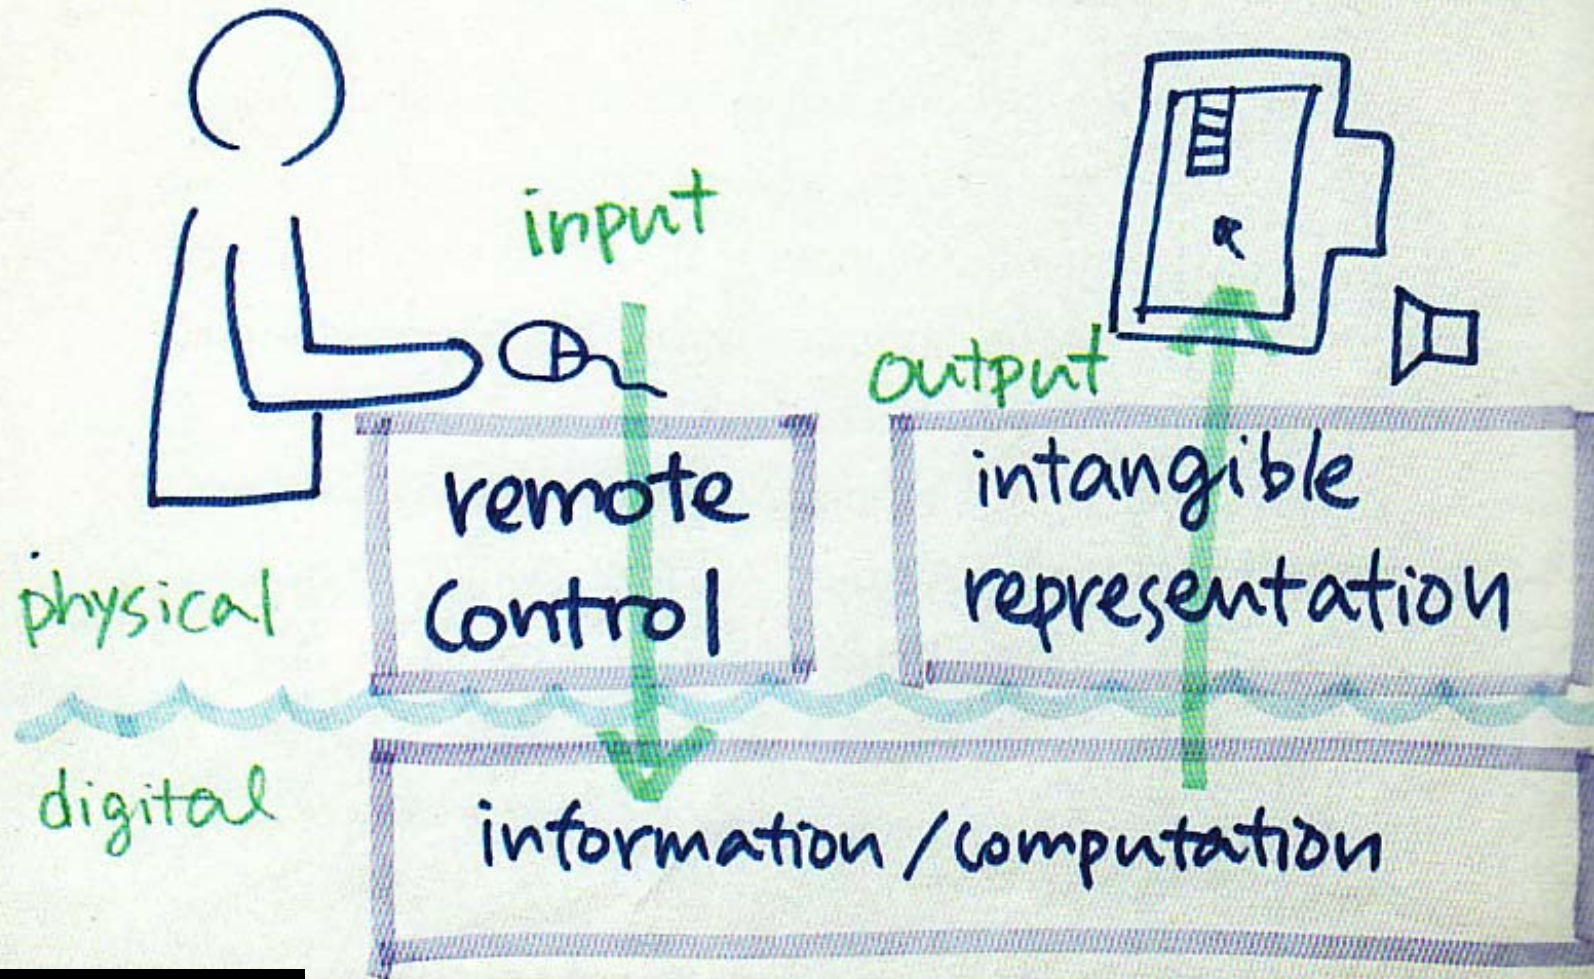 input
output
remote
control
intangible
representation
physical
digital
information/computation